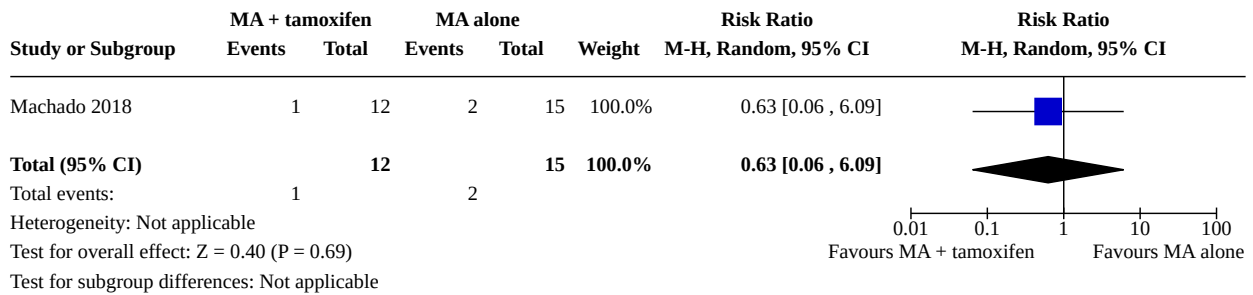 MA + tamoxifen MA alone Risk Ratio Risk Ratio
Study or Subgroup Events Total Events Total Weight M-H, Random, 95% CI M-H, Random, 95% CI
Machado 2018 1 12 2 15 100.0% 0.63 [0.06 , 6.09]
Total (95% CI) 12 15 100.0% 0.63 [0.06 , 6.09]
Total events: 1 2
Heterogeneity: Not applicable
0.01 0.1 1 10 100
Test for overall effect: Z = 0.40 (P = 0.69) Favours MA + tamoxifen Favours MA alone
Test for subgroup differences: Not applicable